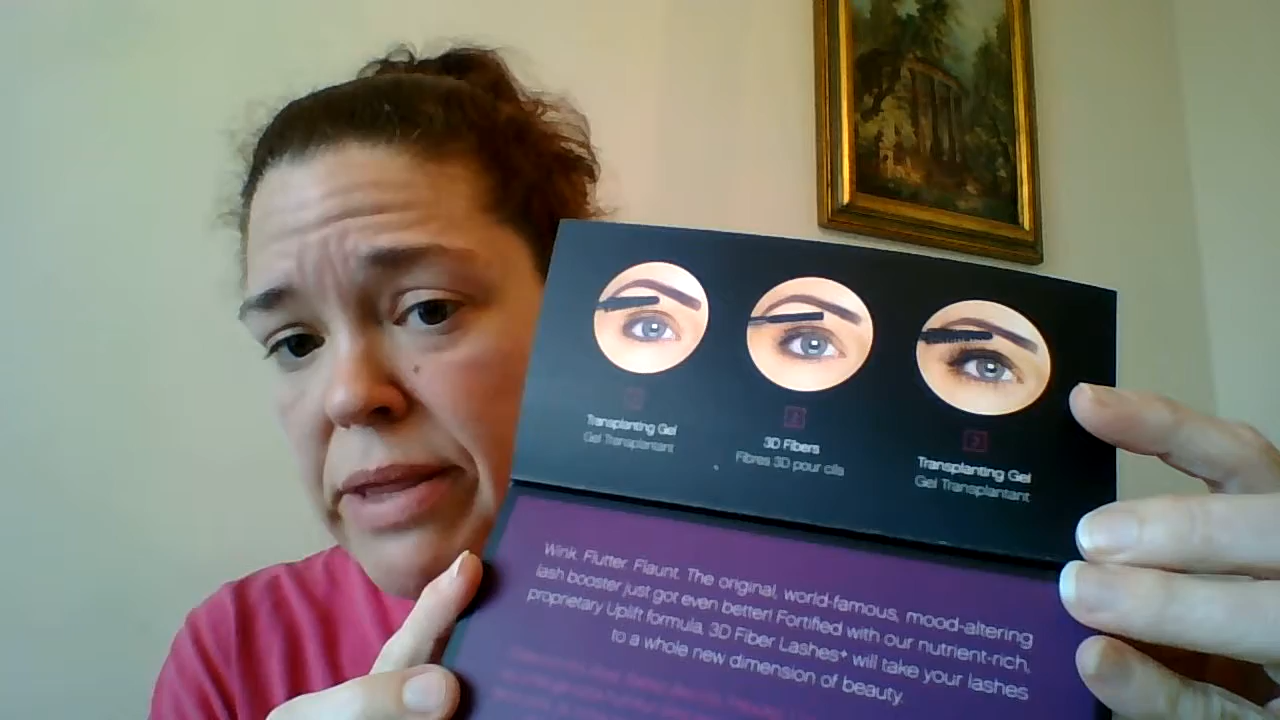 Transplanting Gel
Gel Transplantant
2
3D Fibers
Fibres 3D pour cils
3
Transplanting Gel
Gel Transplantant
Wink. Flutter. Flaunt. The original, world-famous, mood-altering
lash booster just got even better! Fortified with our nutrient-rich,
proprietary Uplift formula, 3D Fiber Lashes+ will take your lashes
to a whole new dimension of beauty.